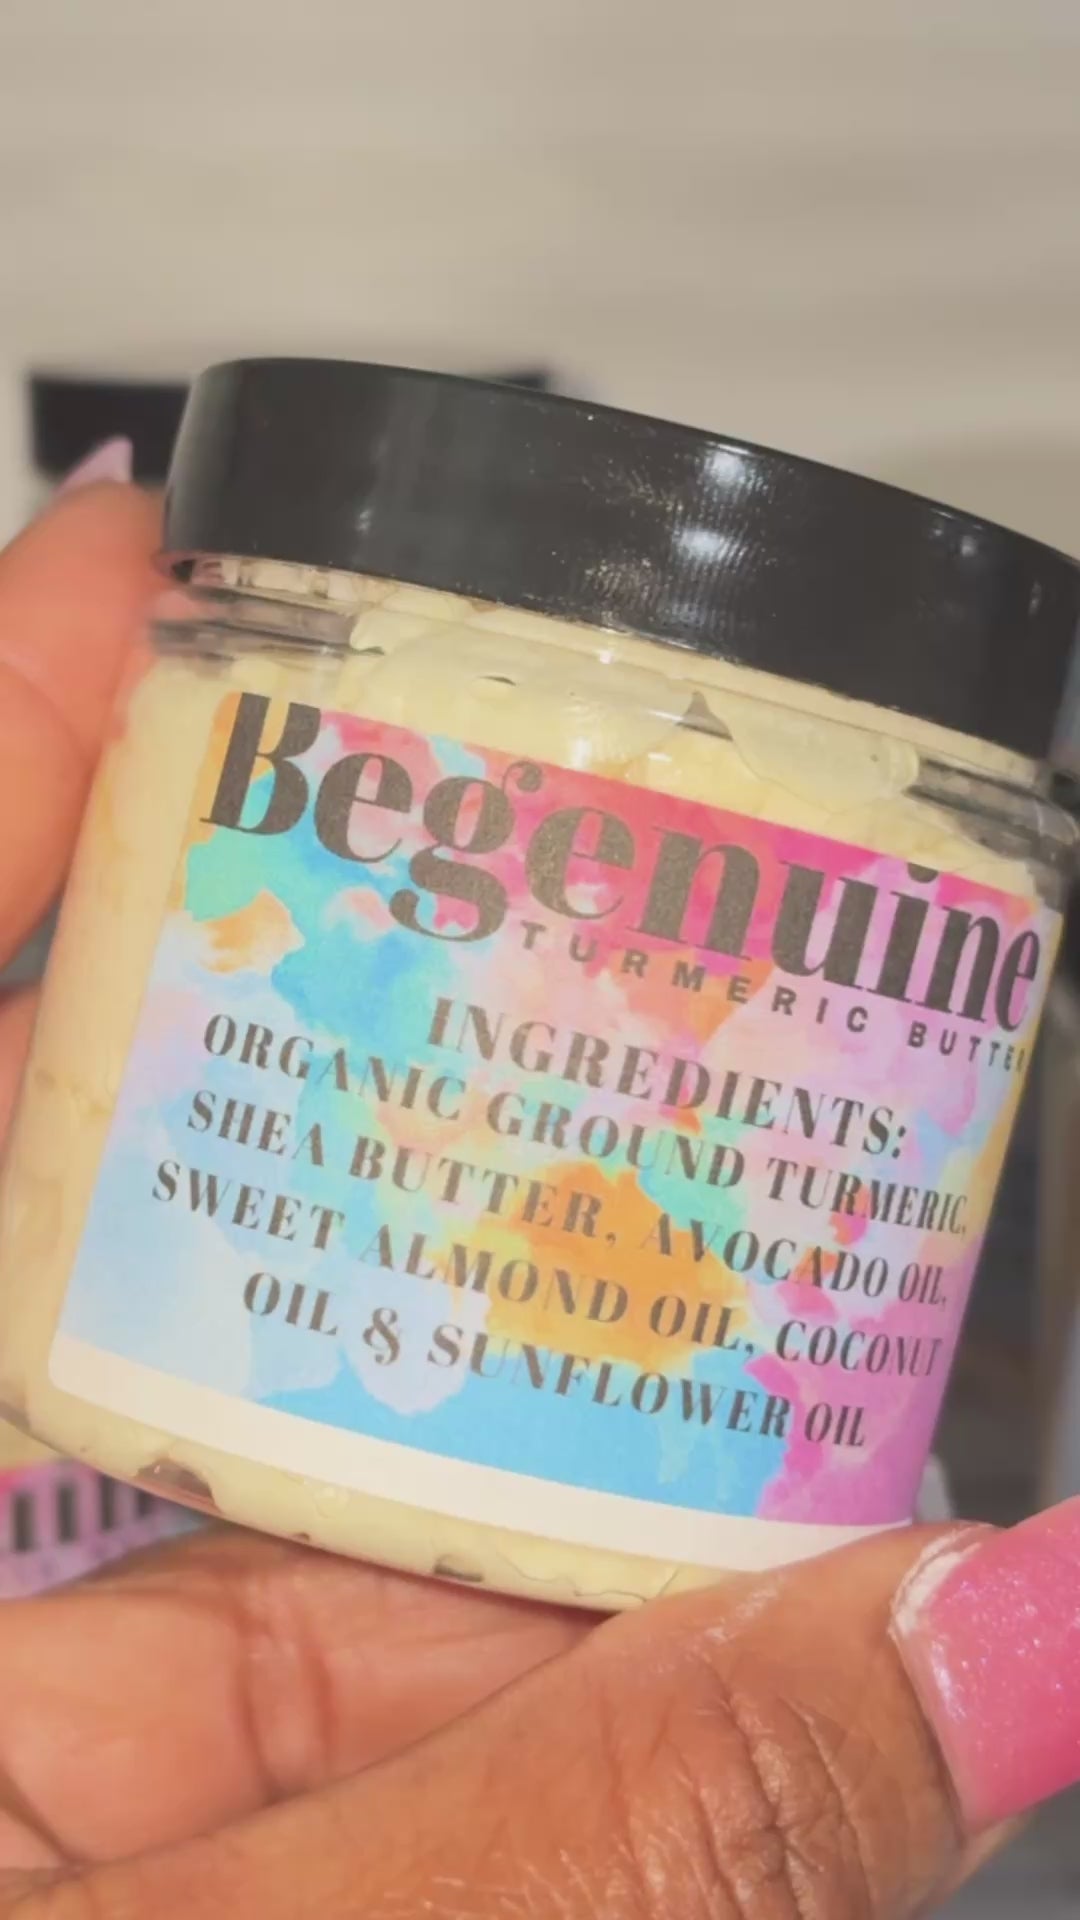 Begenuine
TURMERIC BUTTER
INGREDIENTS:
ORGANIC GROUND TURMERIC,
SHEA BUTTER, AVOCADO OIL,
SWEET ALMOND OIL, COCONUT
OIL & SUNFLOWER OIL